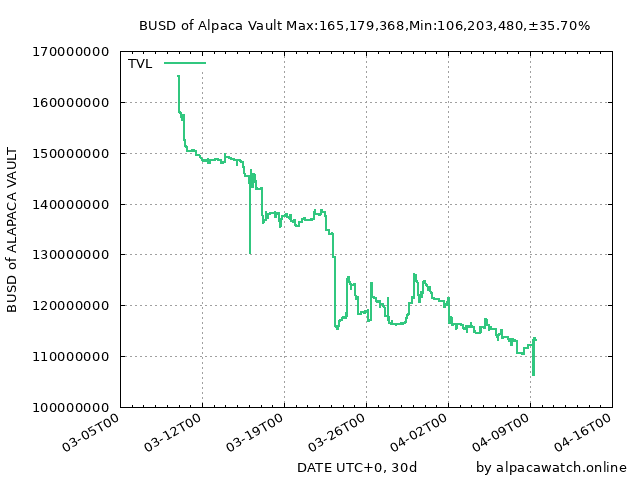 BUSD of Alpaca Vault Max:165,179,368,Min:106,203,480,±35.70%
TVL
170000000
160000000
150000000
140000000
130000000
120000000
110000000
100000000
BUSD of ALAPACA VAULT
03-05T00
03-12T00
03-19T00
03-26T00
04-02T00
04-09T00
04-16T00
DATE UTC+0, 30d
by alpacawatch.online